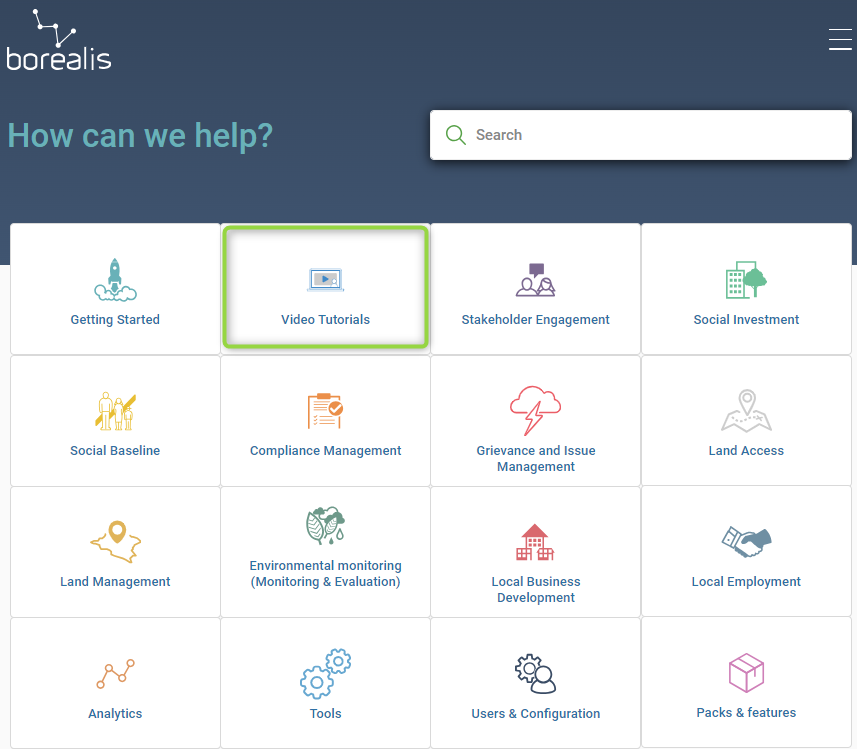 borealis
How can we help?
Search
Getting Started
Video Tutorials
Stakeholder Engagement
Social Investment
Social Baseline
Compliance Management
Grievance and Issue
Management
Land Access
Land Management
Environmental monitoring
(Monitoring & Evaluation)
Local Business
Development
Local Employment
Analytics
Tools
Users & Configuration
Packs & features